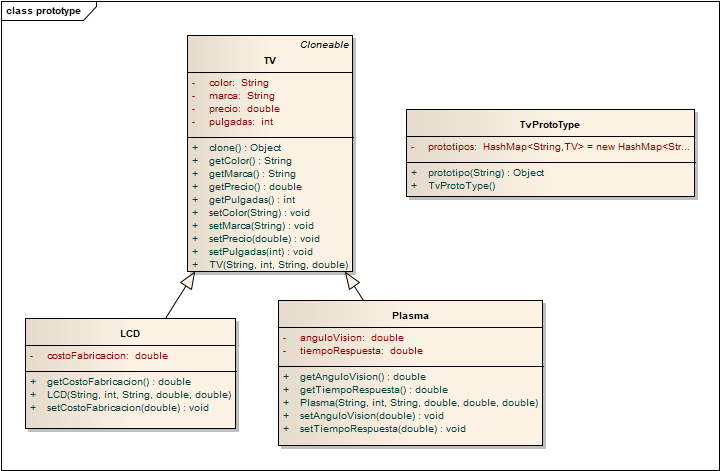 class prototype
Cloneable
TV
- color: String
- marca: String
- precio: double
- pulgadas: int
+ clone() : Object
+ getColor() : String
+ getMarca() : String
+ getPrecio() : double
+ getPulgadas() : int
+ setColor(String) : void
+ setMarca(String) : void
+ setPrecio(double) : void
+ setPulgadas(int) : void
+ TV(String, int, String, double)
TvProtoType
- prototipos: HashMap<String,TV> = new HashMap<Str...
+ prototipo(String) : Object
+ TvProtoType()
LCD
- costoFabricacion: double
+ getCostoFabricacion() : double
+ LCD(String, int, String, double, double)
+ setCostoFabricacion(double) : void
Plasma
- anguloVision: double
- tiempoRespuesta: double
+ getAnguloVision() : double
+ getTiempoRespuesta() : double
+ Plasma(String, int, String, double, double, double)
+ setAnguloVision(double) : void
+ setTiempoRespuesta(double) : void